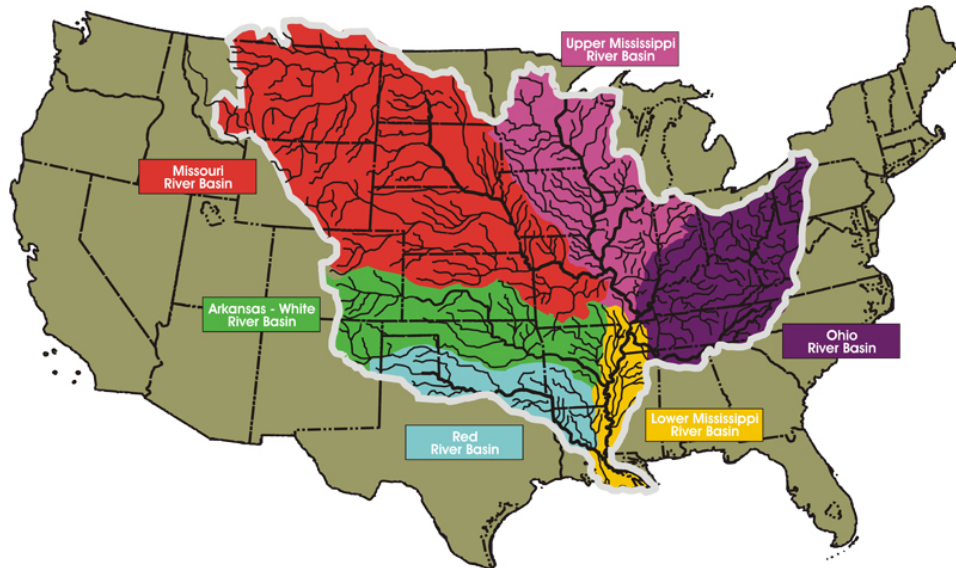 Upper Mississippi
River Basin
Missouri
River Basin
Arkansas - White
River Basin
Ohio
River Basin
Lower Mississippi
River Basin
Red
River Basin